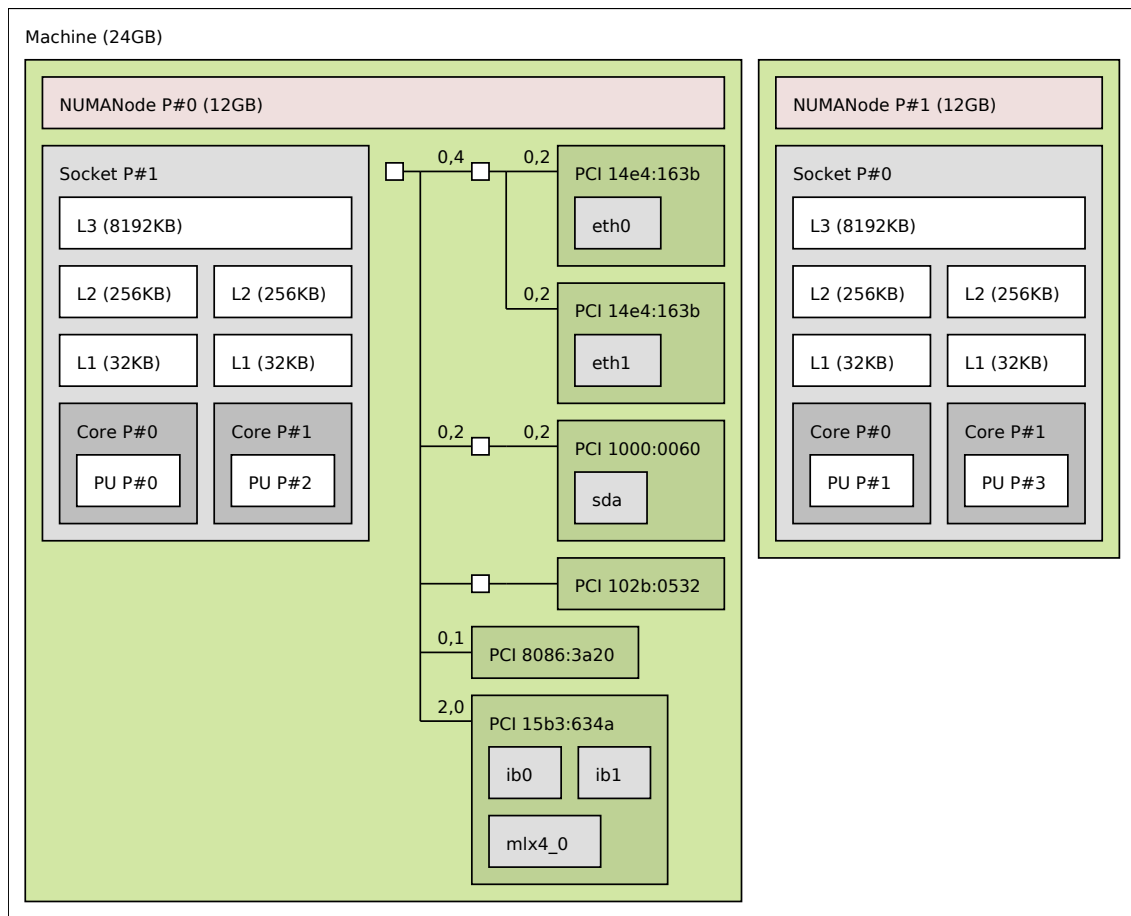 Machine (24GB)
NUMANode P#0 (12GB)
Socket P#1
L3 (8192KB)
L2 (256KB) L2 (256KB)
L1 (32KB) L1 (32KB)
Core P#0 Core P#1
PU P#0 PU P#2
0,4 0,2 PCI 14e4:163b
eth0
0,2 PCI 14e4:163b
eth1
0,2 0,2 PCI 1000:0060
sda
PCI 102b:0532
0,1 PCI 8086:3a20
2,0 PCI 15b3:634a
ib0 ib1
mlx4_0
NUMANode P#1 (12GB)
Socket P#0
L3 (8192KB)
L2 (256KB) L2 (256KB)
L1 (32KB) L1 (32KB)
Core P#0 Core P#1
PU P#1 PU P#3